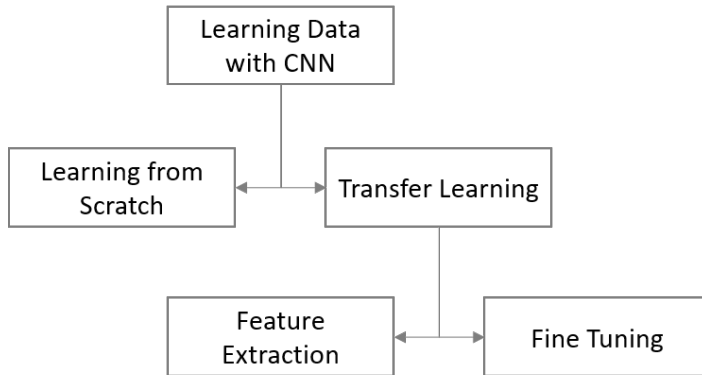 Learning Data
with CNN
Learning from
Scratch
Transfer Learning
Feature
Extraction
Fine Tuning